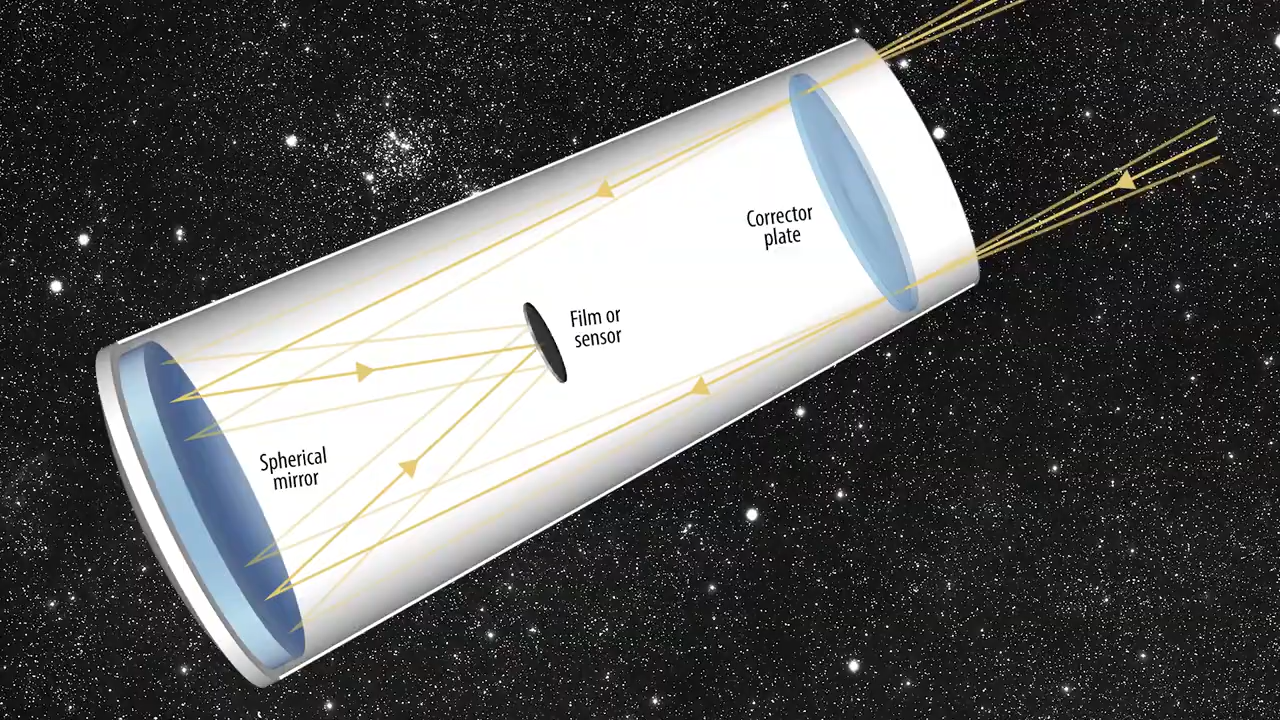 Corrector
plate
Film or
sensor
Spherical
mirror